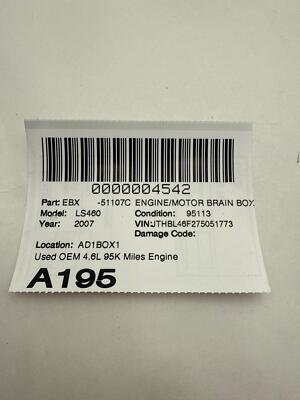 0000004542
Part: EBX -51107C ENGINE/MOTOR BRAIN BOX
Model: LS460 Condition: 95113
Year: 2007 VIN:JTHBL46F275051773
Damage Code:
Location: AD1BOX1
Used OEM 4.6L 95K Miles Engine
A195